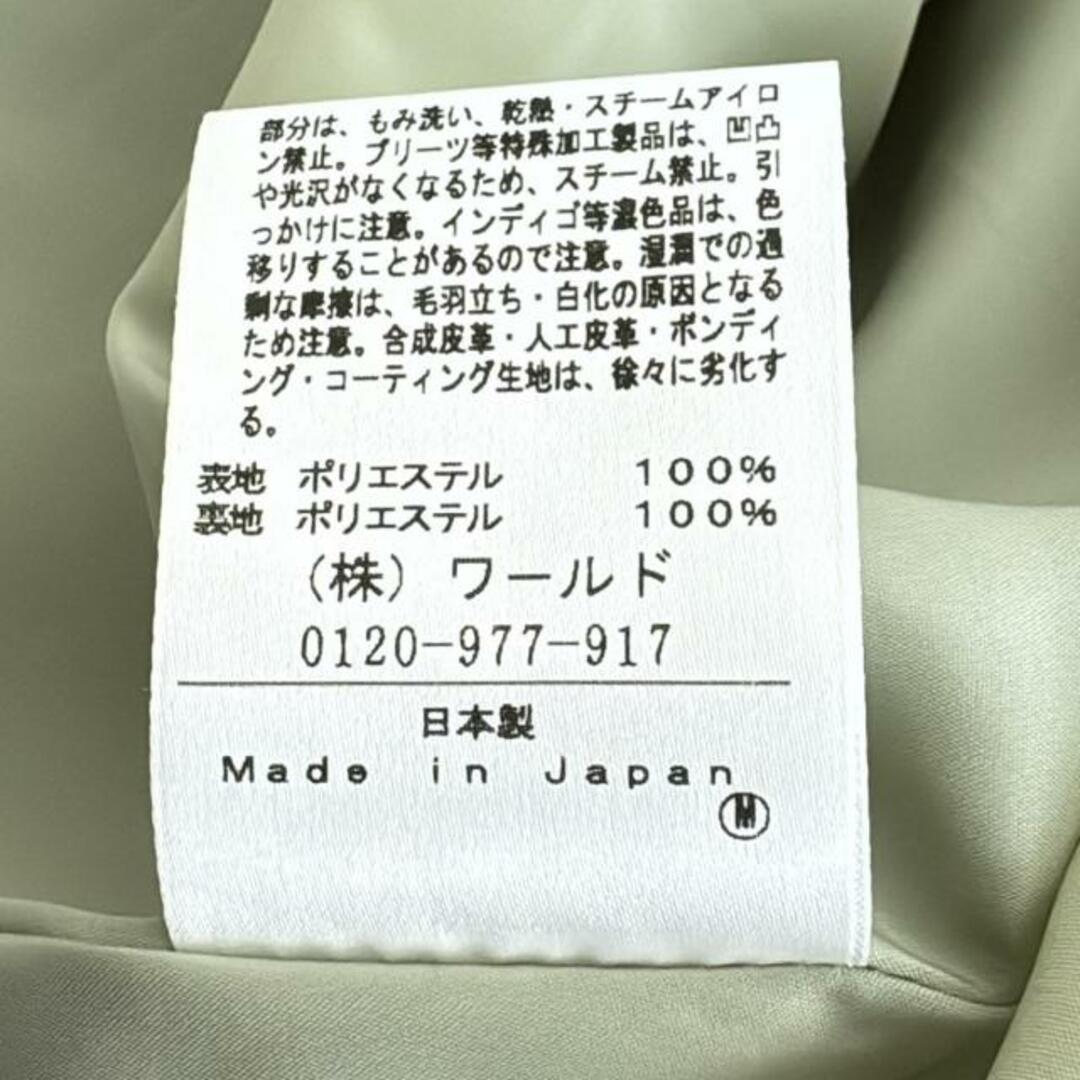 部分は、もみ洗い、乾熱・スチームアイロ
ン禁止。プリーツ等特殊加工製品は、凹凸
や光沢がなくなるため、スチーム禁止。引
っかけに注意。インディゴ等濃色品は、色
移りすることがあるので注意。湿潤での過
剰な摩擦は、毛羽立ち・白化の原因となる
ため注意。合成皮革・人工皮革・ボンディ
ング・コーティング生地は、徐々に劣化す
る。
表地 ポリエステル 100%
裏地 ポリエステル 100%
(株) ワールド
0120-977-917
日本製
Made in Japan
M